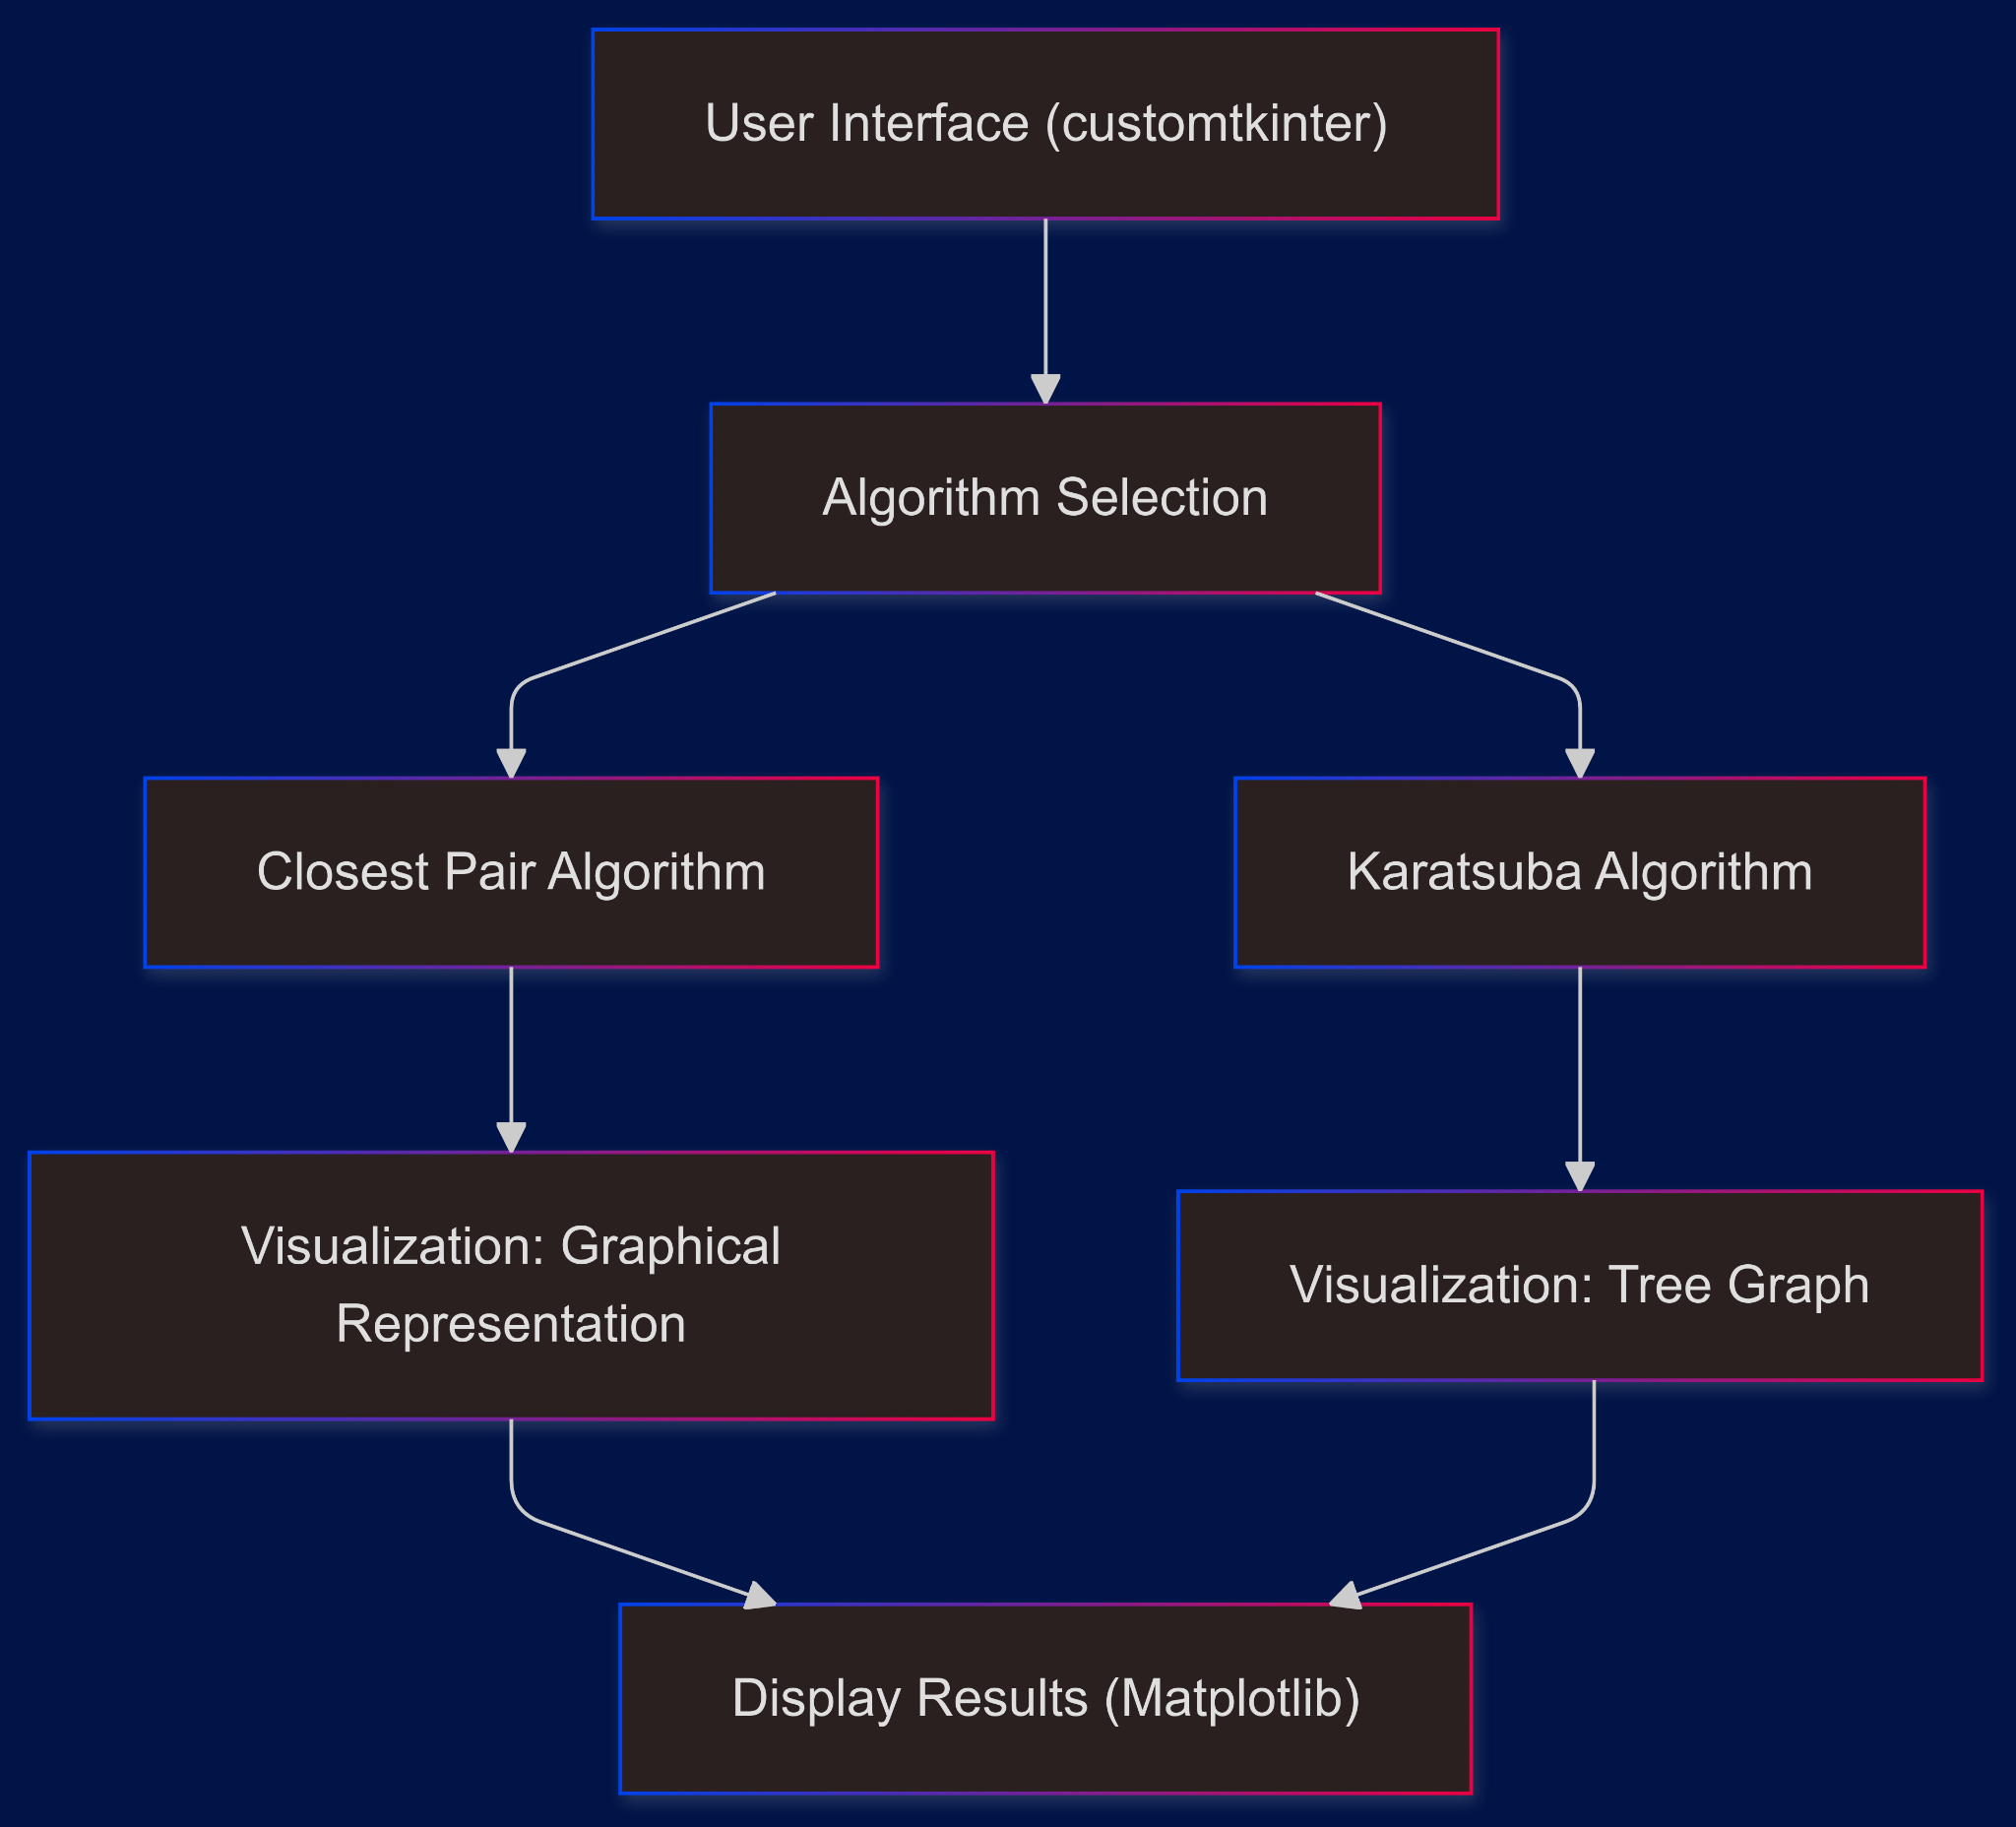 User Interface (customtkinter)
Algorithm Selection
Closest Pair Algorithm
Karatsuba Algorithm
Visualization: Graphical
Representation
Visualization: Tree Graph
Display Results (Matplotlib)